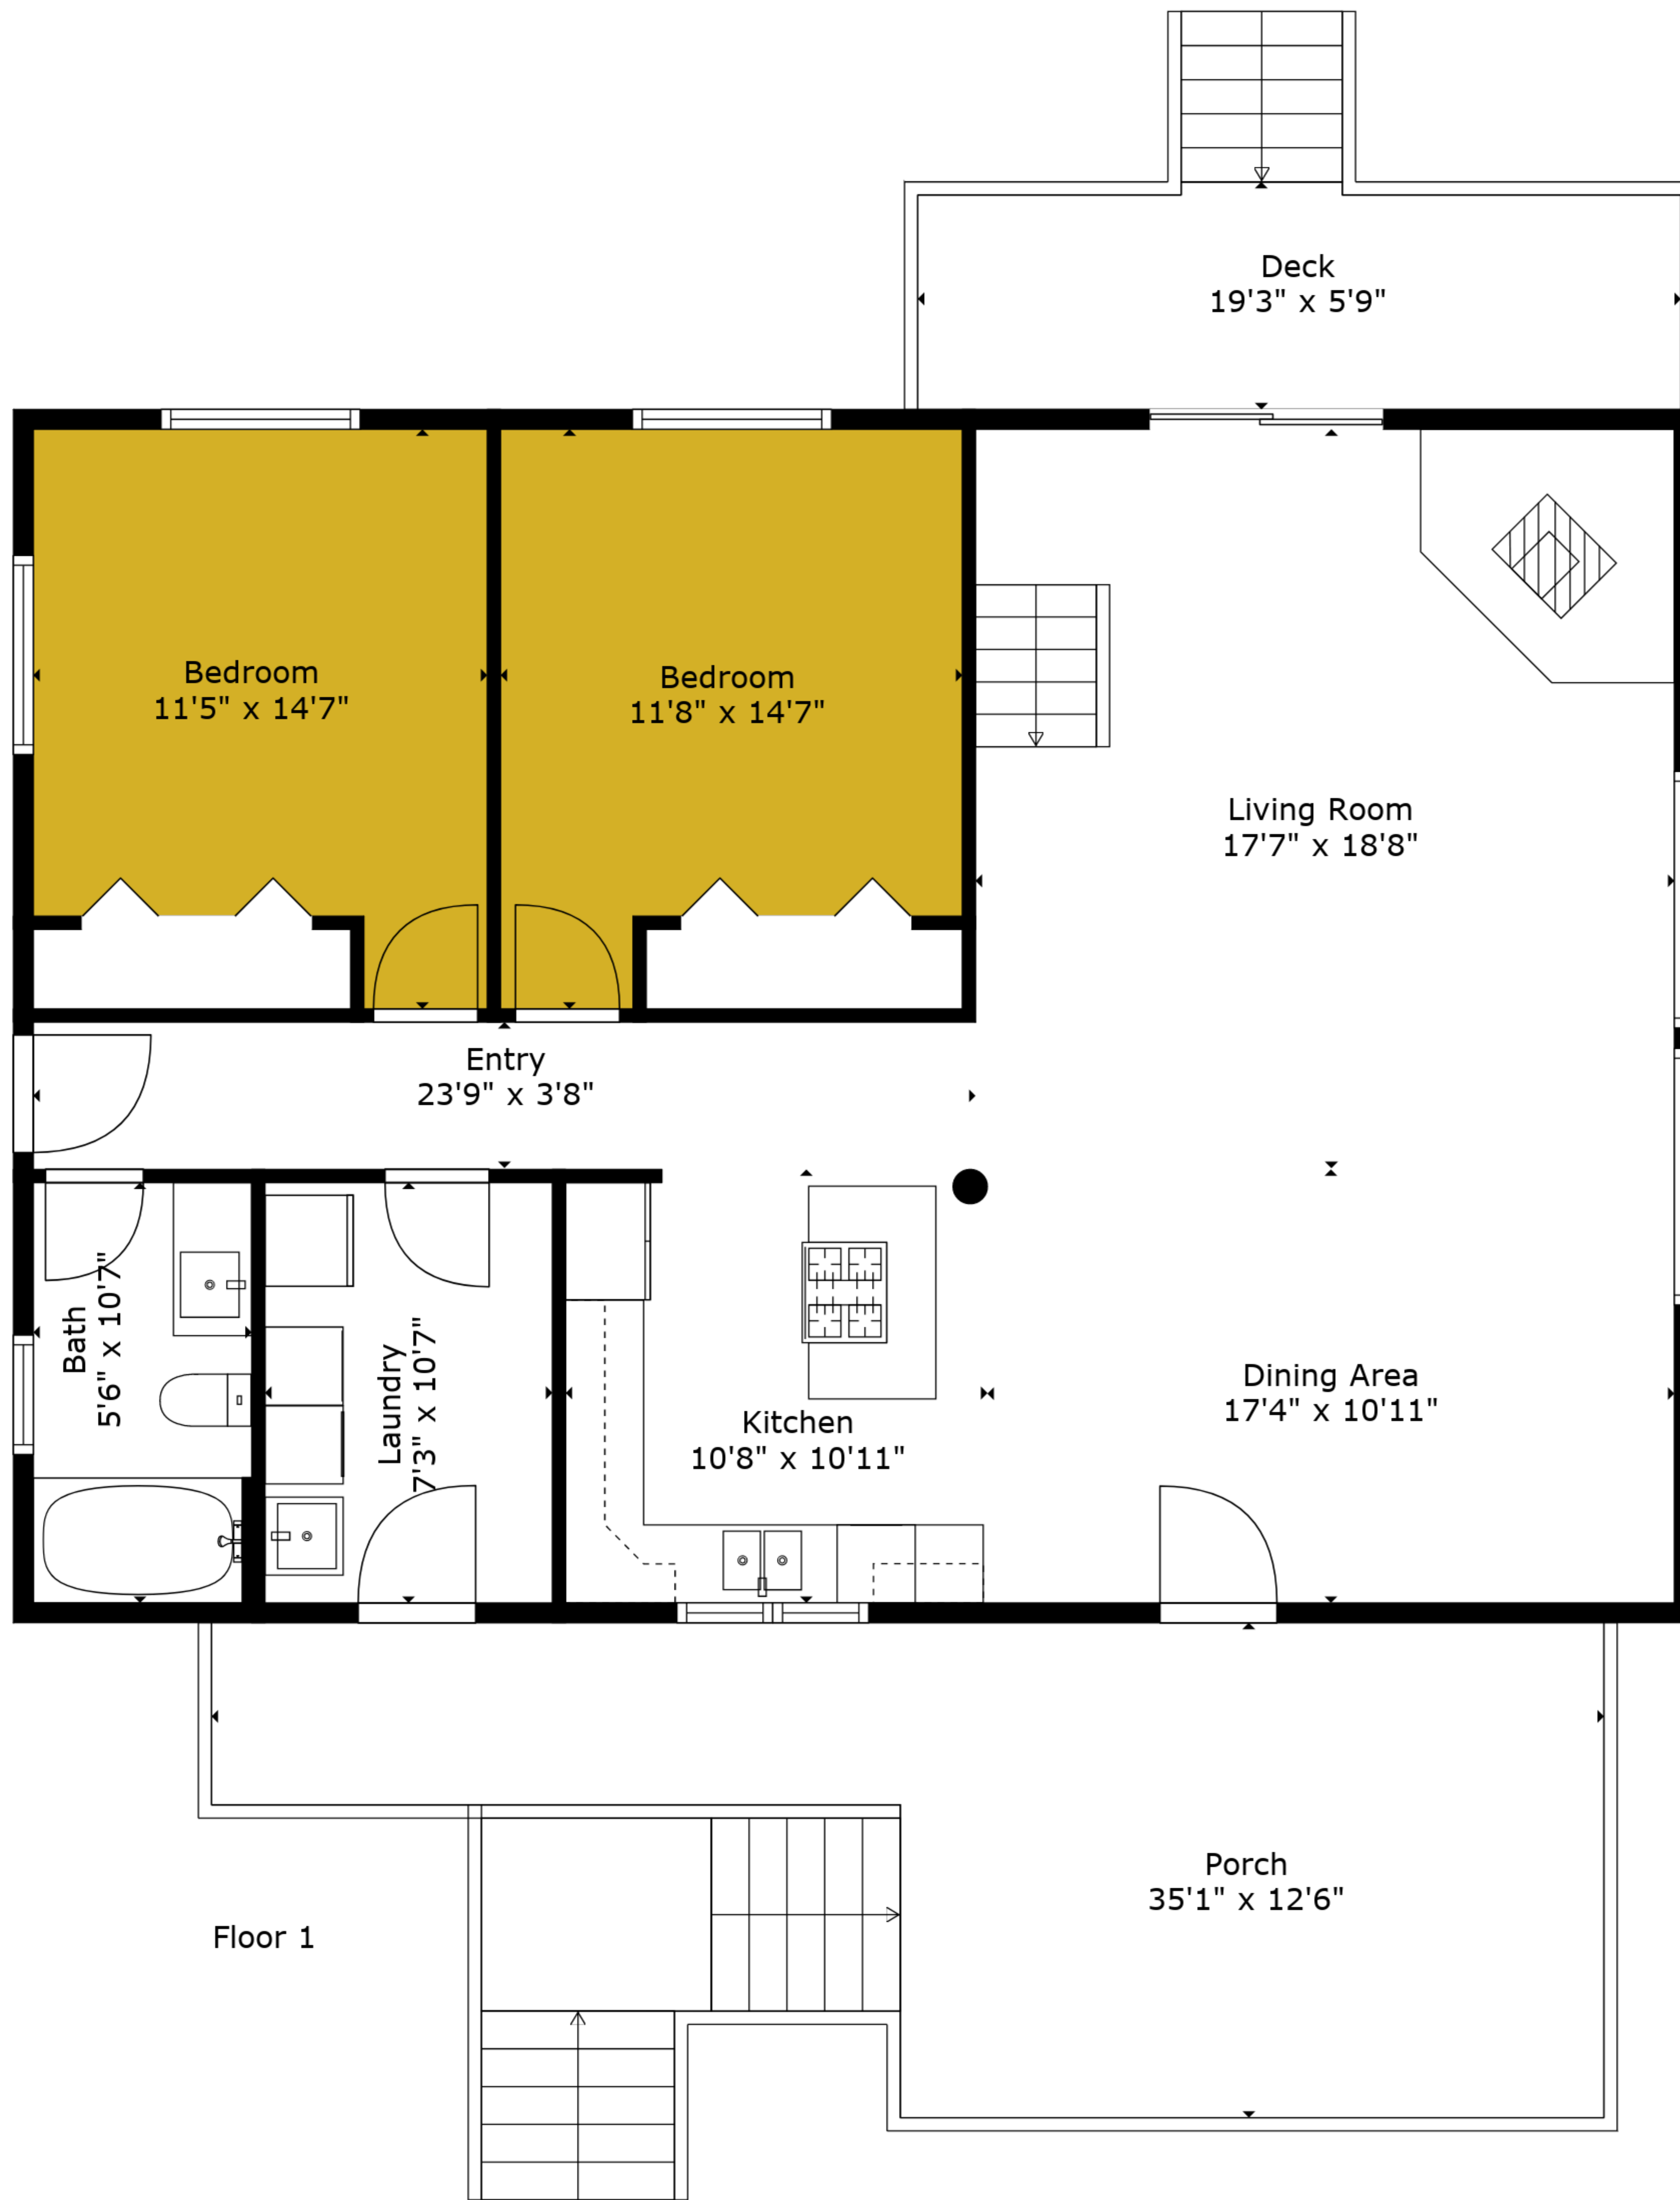 Deck
19'3" x 5'9"
Bedroom
11'5" x 14'7"
Bedroom
11'8" x 14'7"
Living Room
17'7" x 18'8"
Entry
23'9" x 3'8"
Bath
5'6" x 10'7"
Laundry
7'3" x 10'7"
Kitchen
10'8" x 10'11"
Dining Area
17'4" x 10'11"
Porch
35'1" x 12'6"
Floor 1